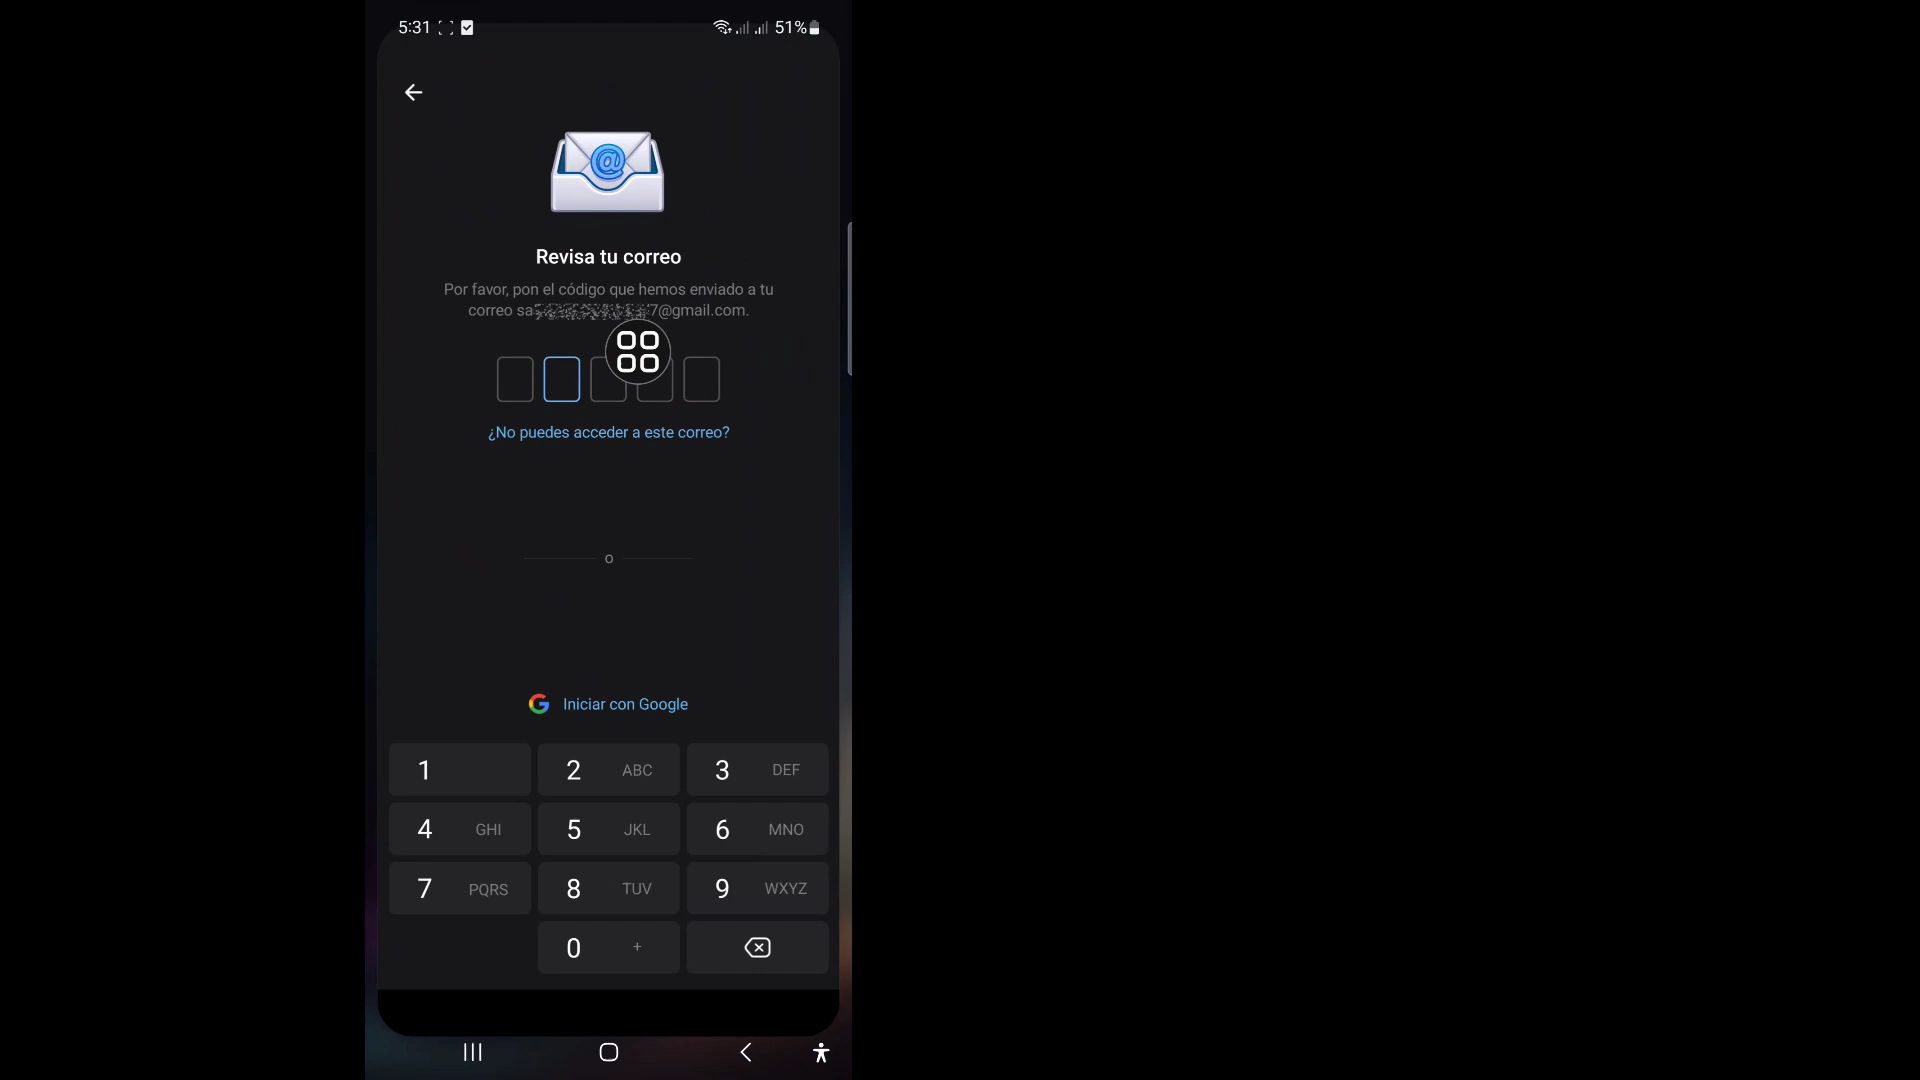 5:31 51%
@
Revisa tu correo
Por favor, pon el código que hemos enviado a tu
correo sa 7@gmail.com.
¿No puedes acceder a este correo?
o
G Iniciar con Google
1 2 ABC 3 DEF
4 GHI 5 JKL 6 MNO
7 PQRS 8 TUV 9 WXYZ
0 +